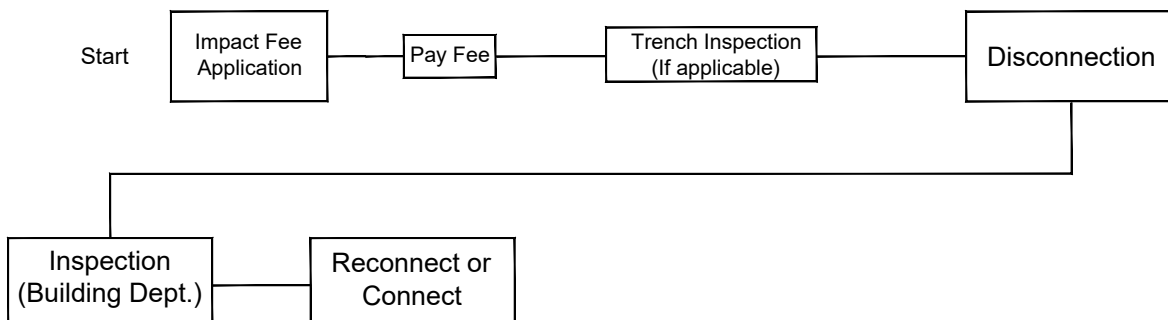 Start
Impact Fee
Application
Pay Fee
Trench Inspection
(If applicable)
Disconnection
Inspection
(Building Dept.)
Reconnect or
Connect